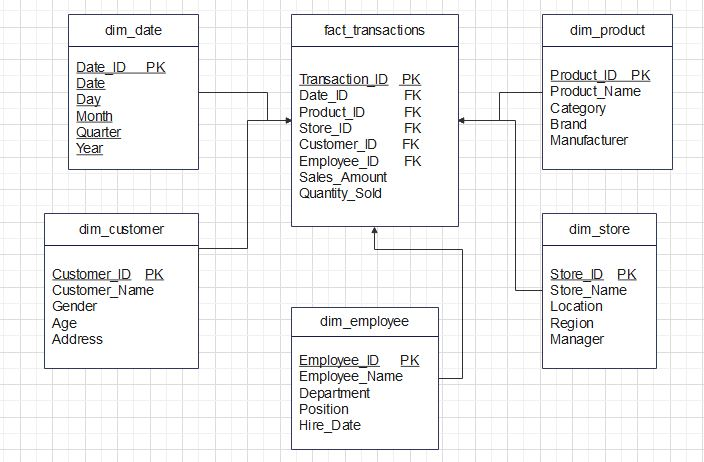 dim_date
Date_ID PK
Date
Day
Month
Quarter
Year
fact_transactions
Transaction_ID PK
Date_ID FK
Product_ID FK
Store_ID FK
Customer_ID FK
Employee_ID FK
Sales_Amount
Quantity_Sold
dim_product
Product_ID PK
Product_Name
Category
Brand
Manufacturer
dim_customer
Customer_ID PK
Customer_Name
Gender
Age
Address
dim_employee
Employee_ID PK
Employee_Name
Department
Position
Hire_Date
dim_store
Store_ID PK
Store_Name
Location
Region
Manager